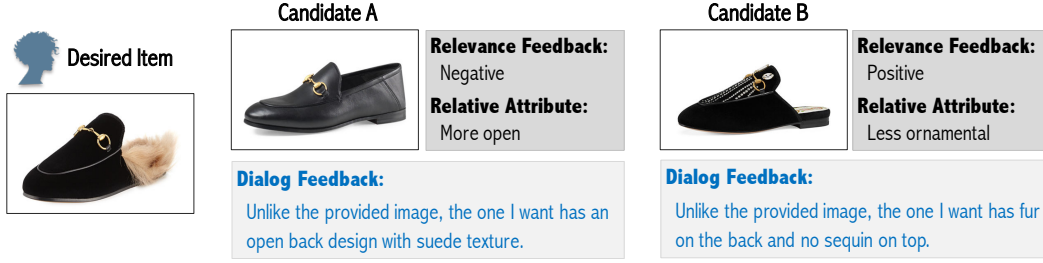 Desired Item
Candidate A
Relevance Feedback:
Negative
Relative Attribute:
More open
Dialog Feedback:
Unlike the provided image, the one I want has an
open back design with suede texture.
Candidate B
Relevance Feedback:
Positive
Relative Attribute:
Less ornamental
Dialog Feedback:
Unlike the provided image, the one I want has fur
on the back and no sequin on top.